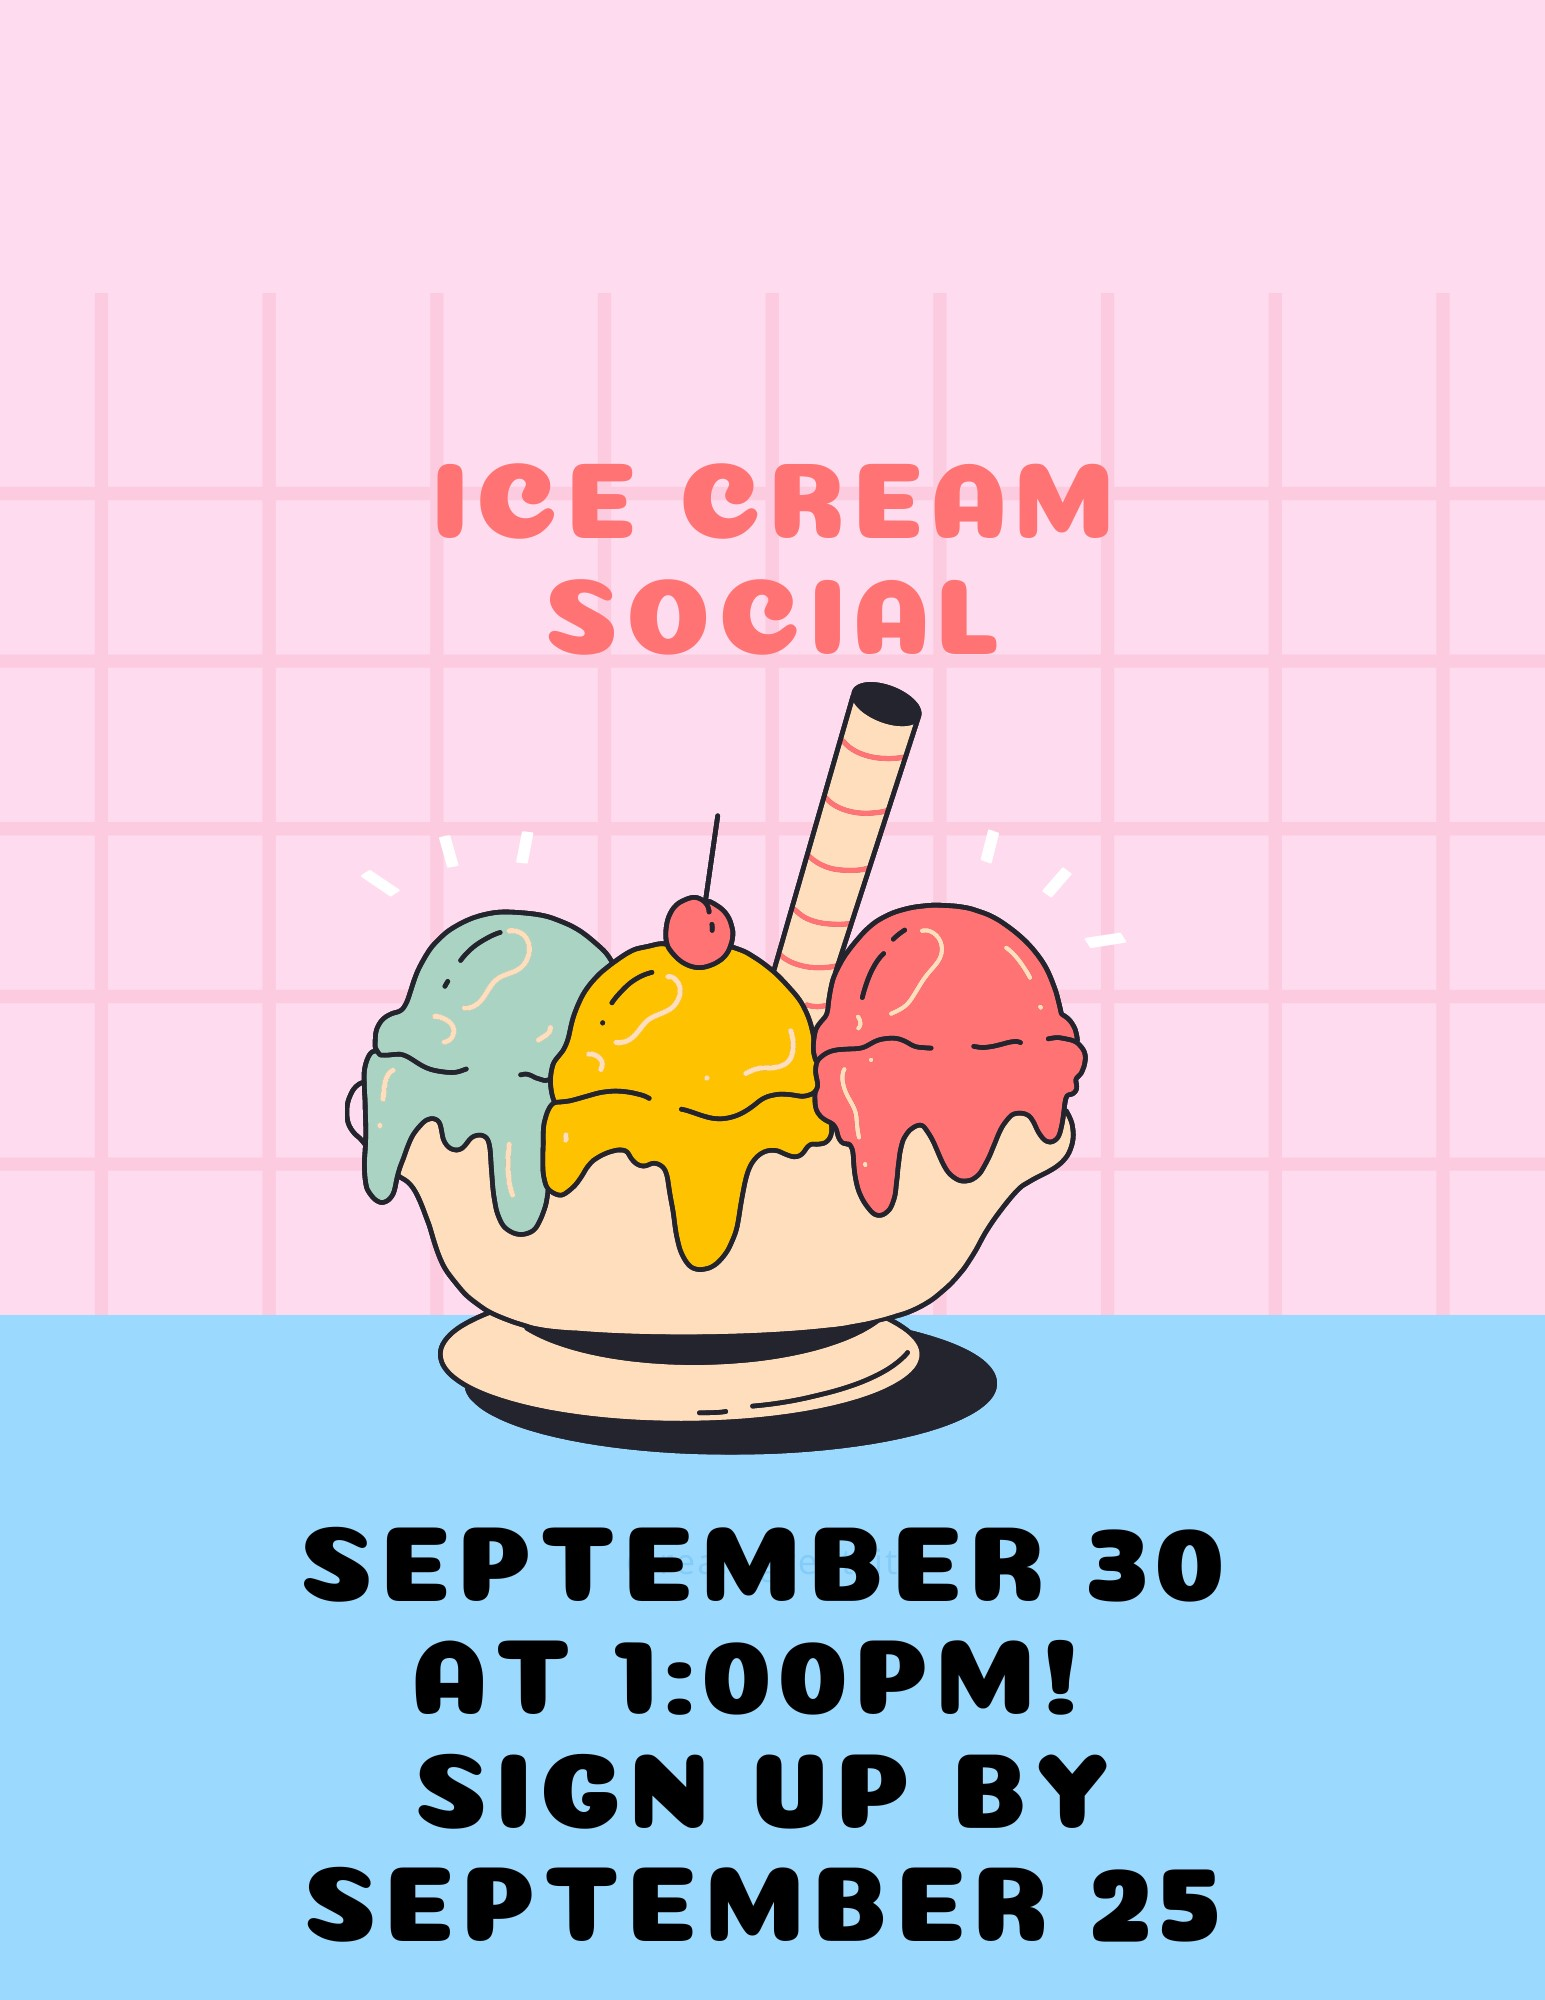 ICE CREAM
SOCIAL
SEPTEMBER 30
AT 1:00PM!
SIGN UP BY
SEPTEMBER 25